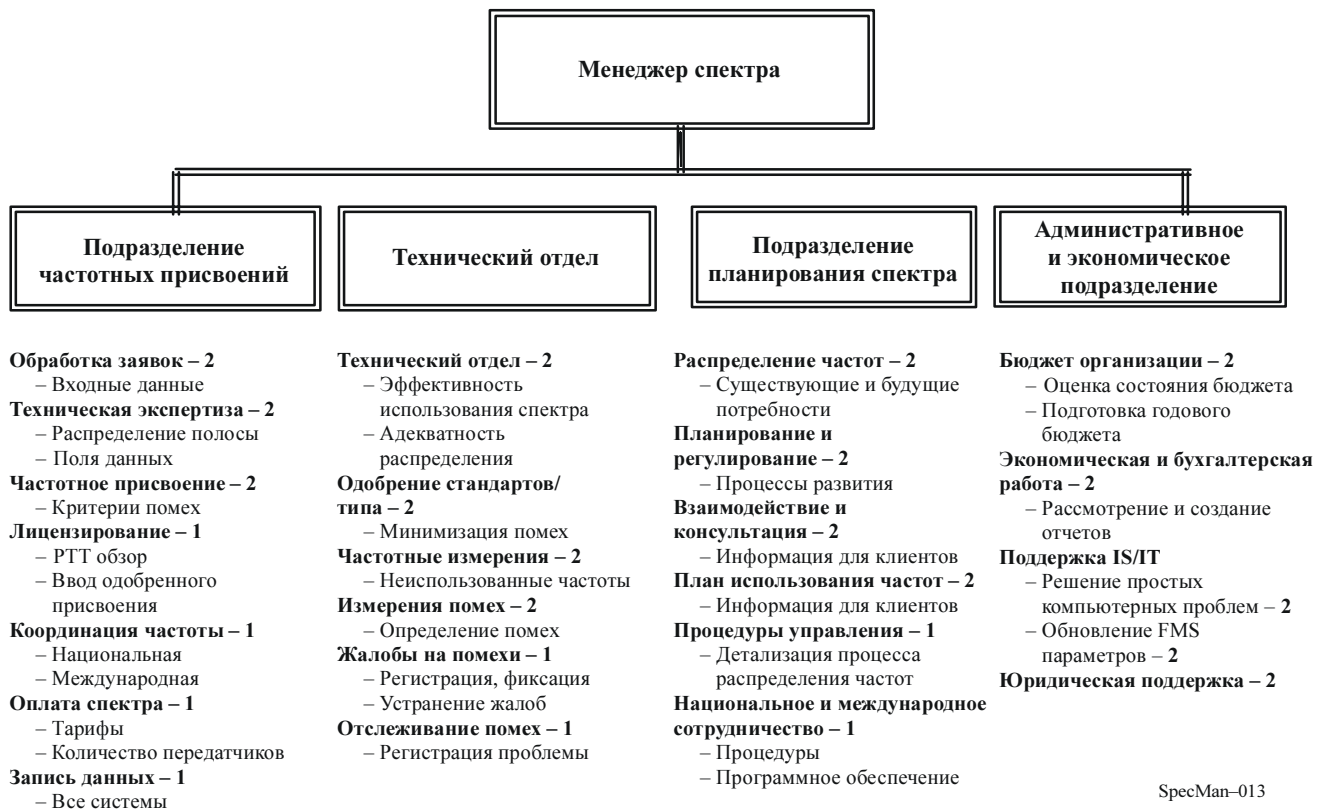 Менеджер спектра
Подразделение
частотных присвоений
Технический отдел
Подразделение
планирования спектра
Административное
и экономическое
подразделение
Обработка заявок – 2
– Входные данные
Техническая экспертиза – 2
– Распределение полосы
– Поля данных
Частотное присвоение – 2
– Критерии помех
Лицензирование – 1
– РТТ обзор
– Ввод одобренного
присвоения
Координация частоты – 1
– Национальная
– Международная
Оплата спектра – 1
– Тарифы
– Количество передатчиков
Запись данных – 1
– Все системы
Технический отдел – 2
– Эффективность
использования спектра
– Адекватность
распределения
Одобрение стандартов/
типа – 2
– Минимизация помех
Частотные измерения – 2
– Неиспользованные частоты
Измерения помех – 2
– Определение помех
Жалобы на помехи – 1
– Регистрация, фиксация
– Устранение жалоб
Отслеживание помех – 1
– Регистрация проблемы
Распределение частот – 2
– Существующие и будущие
потребности
Планирование и
регулирование – 2
– Процессы развития
Взаимодействие и
консультация – 2
– Информация для клиентов
План использования частот – 2
– Информация для клиентов
Процедуры управления – 1
– Детализация процесса
распределения частот
Национальное и международное
сотрудничество – 1
– Процедуры
– Программное обеспечение
Бюджет организации – 2
– Оценка состояния бюджета
– Подготовка годового
бюджета
Экономическая и бухгалтерская
работа – 2
– Рассмотрение и создание
отчетов
Поддержка IS/IT
– Решение простых
компьютерных проблем – 2
– Обновление FMS
параметров – 2
Юридическая поддержка – 2
SpecMan–013